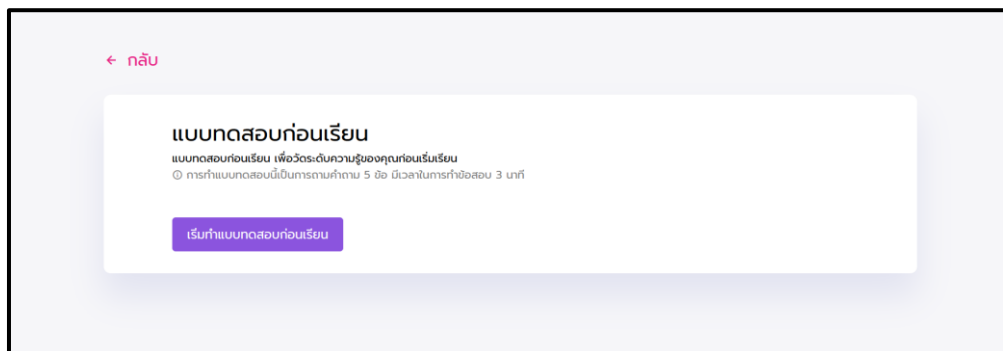 ← กลับ
แบบทดสอบก่อนเรียน
แบบทดสอบก่อนเรียน เพื่อวัดระดับความรู้ของคุณก่อนเริ่มเรียน
การทำแบบทดสอบนี้เป็นการถามคำถาม 5 ข้อ มีเวลาในการทำข้อสอบ 3 นาที
เริ่มทำแบบทดสอบก่อนเรียน